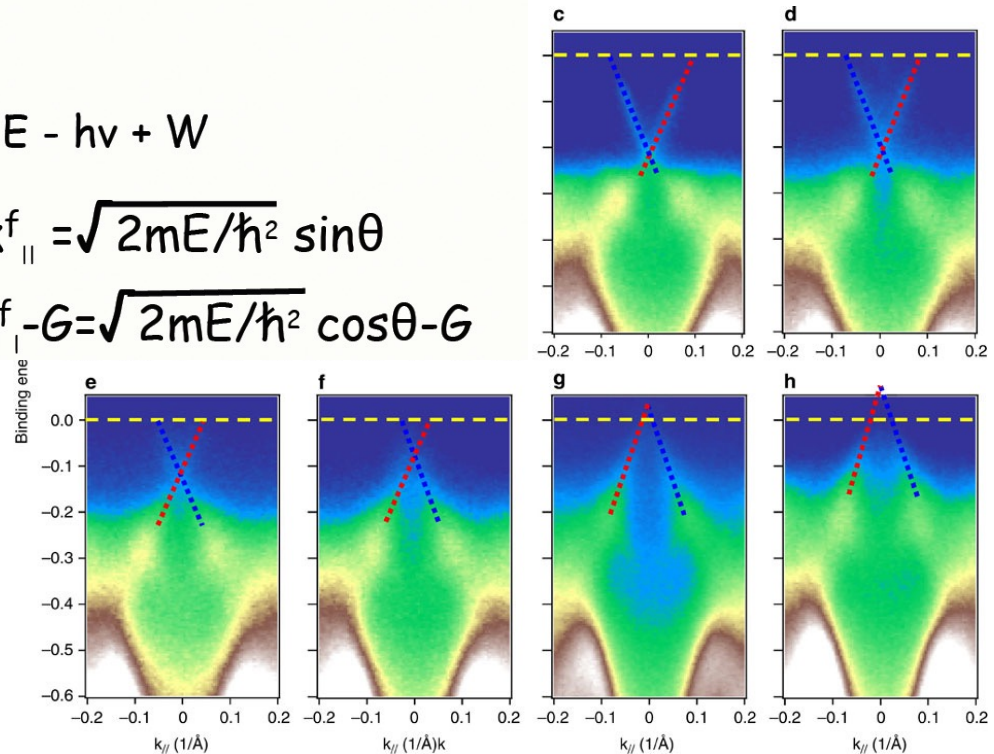 c d
E - hν + W
f || = √ 2mE/ħ² sinθ
f | -G=√ 2mE/ħ² cosθ-G
−0.2 −0.1 0 0.1 0.2 −0.2 −0.1 0 0.1 0.2
e f g h
Binding ene
0.0
−0.1
−0.2
−0.3
−0.4
−0.5
−0.6
−0.2 −0.1 0 0.1 0.2 −0.2 −0.1 0 0.1 0.2 −0.2 −0.1 0 0.1 0.2 −0.2 −0.1 0 0.1 0.2
k// (1/Å) k// (1/Å)k k// (1/Å) k// (1/Å)